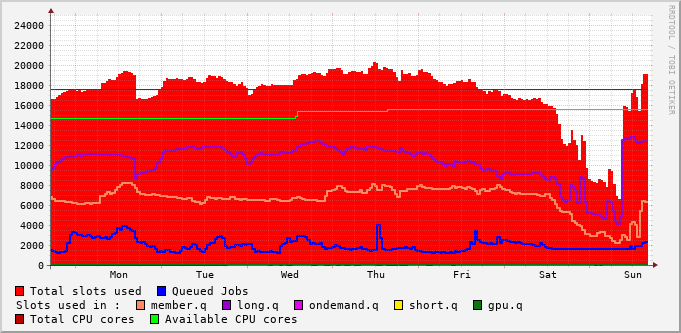 RRDTOOL / TOBI OETIKER
24000
22000
20000
18000
16000
14000
12000
10000
8000
6000
4000
2000
0
Mon Tue Wed Thu Fri Sat Sun
Total slots used Queued Jobs
Slots used in : member.q long.q ondemand.q short.q gpu.q
Total CPU cores Available CPU cores